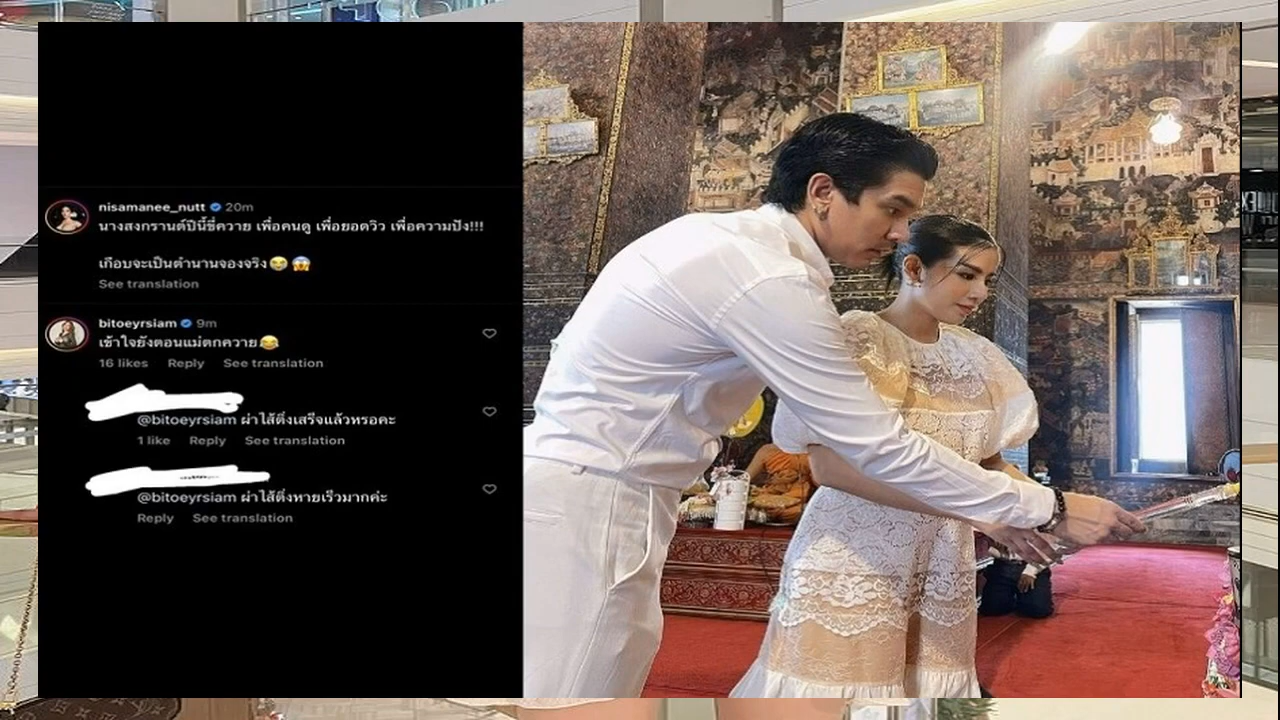 nisamanee_nutt 20m
นางสงกรานต์ปีนี้ขี่ควาย เพื่อคนดู เพื่อยอดวิว เพื่อความปัง!!!
เกือบจะเป็นตำนานจองจริง😭 😱
See translation
bitoeyrsiam 9m
เข้าใจยังตอนแม่ตกควาย😂
16 likes Reply See translation
@bitoeyrsiam ผ่าไส้ติ่งเสร็จแล้วหรอคะ
1 like Reply See translation
@bitoeyrsiam ผ่าไส้ติ่งหายเร็วมากค่ะ
Reply See translation